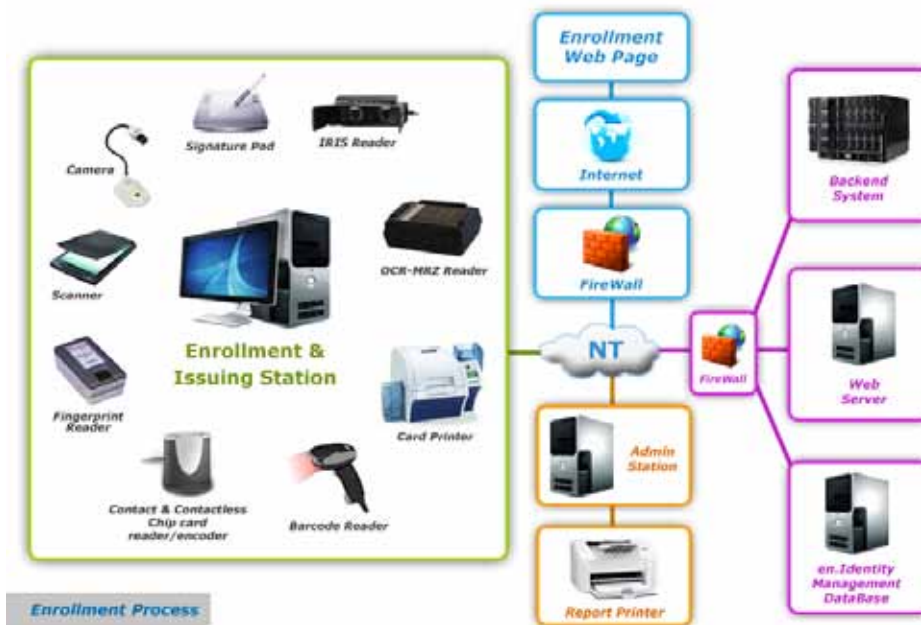 Enrollment
Web Page
Signature Pad
IRIS Reader
Camera
Internet
Backend
System
OCR-MRZ Reader
Scanner
FireWall
Enrollment &
Issuing Station
NT
FireWall
Web
Server
Fingerprint
Reader
Card Printer
Admin
Station
Contact & Contactless
Chip card
reader/encoder
Barcode Reader
en.Identity
Management
DataBase
Enrollment Process
Report Printer